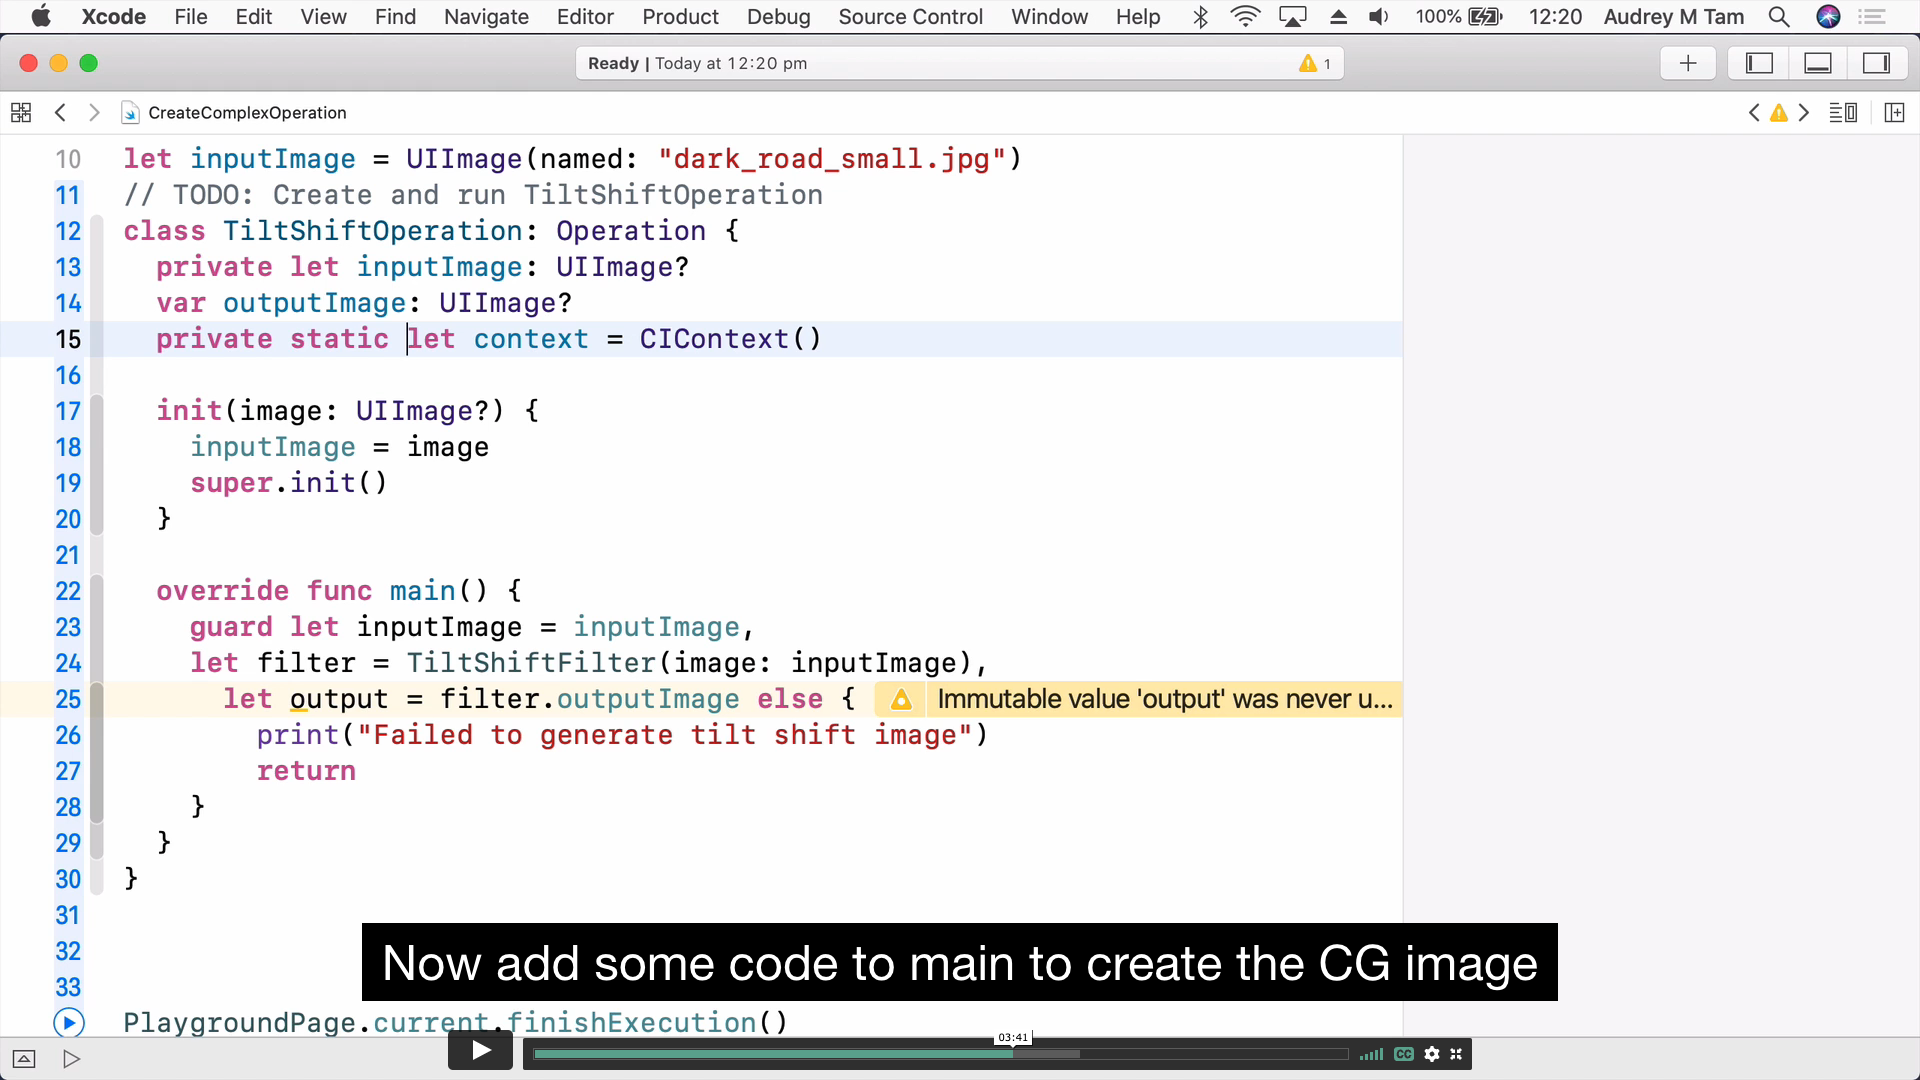 Xcode File Edit View Find Navigate Editor Product Debug Source Control Window Help 100% 12:20 Audrey M Tam
Ready | Today at 12:20 pm 1
CreateComplexOperation
10 let inputImage = UIImage(named: "dark_road_small.jpg")
11 // TODO: Create and run TiltShiftOperation
12 class TiltShiftOperation: Operation {
13 private let inputImage: UIImage?
14 var outputImage: UIImage?
15 private static let context = CIContext()
16
17 init(image: UIImage?) {
18 inputImage = image
19 super.init()
20 }
21
22 override func main() {
23 guard let inputImage = inputImage,
24 let filter = TiltShiftFilter(image: inputImage),
25 let output = filter.outputImage else { Immutable value 'output' was never u...
26 print("Failed to generate tilt shift image")
27 return
28 }
29 }
30 }
31
32
33
Now add some code to main to create the CG image
PlaygroundPage.current.finishExecution()
03:41
CC